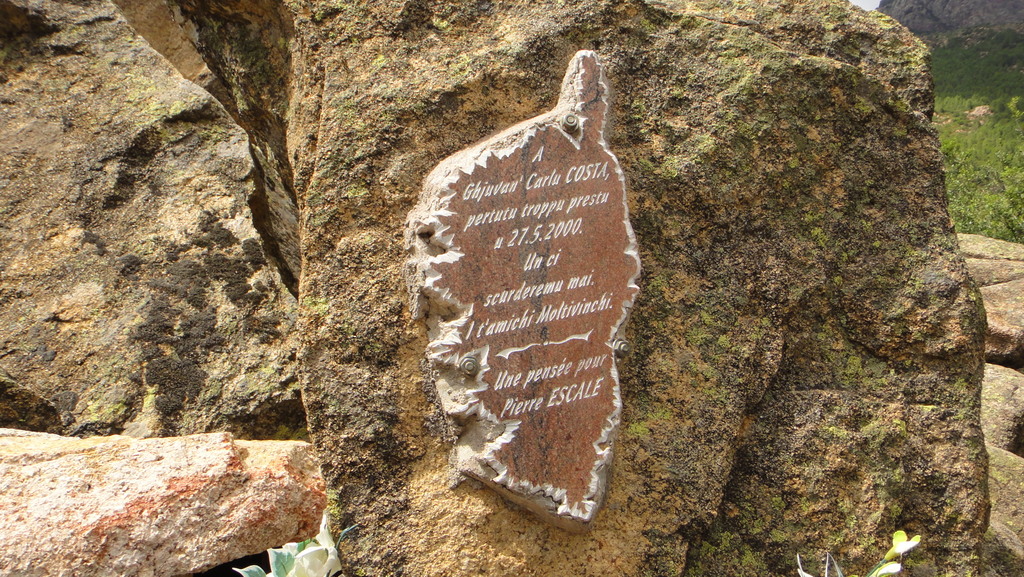 A
Ghjuvan' Carlu COSTA,
pertutu troppu prestu
u 27.5.2000.
Un ci
scurderemu mai.
I t'amichi Moltivinchi.
Une pensée pour
Pierre ESCALE